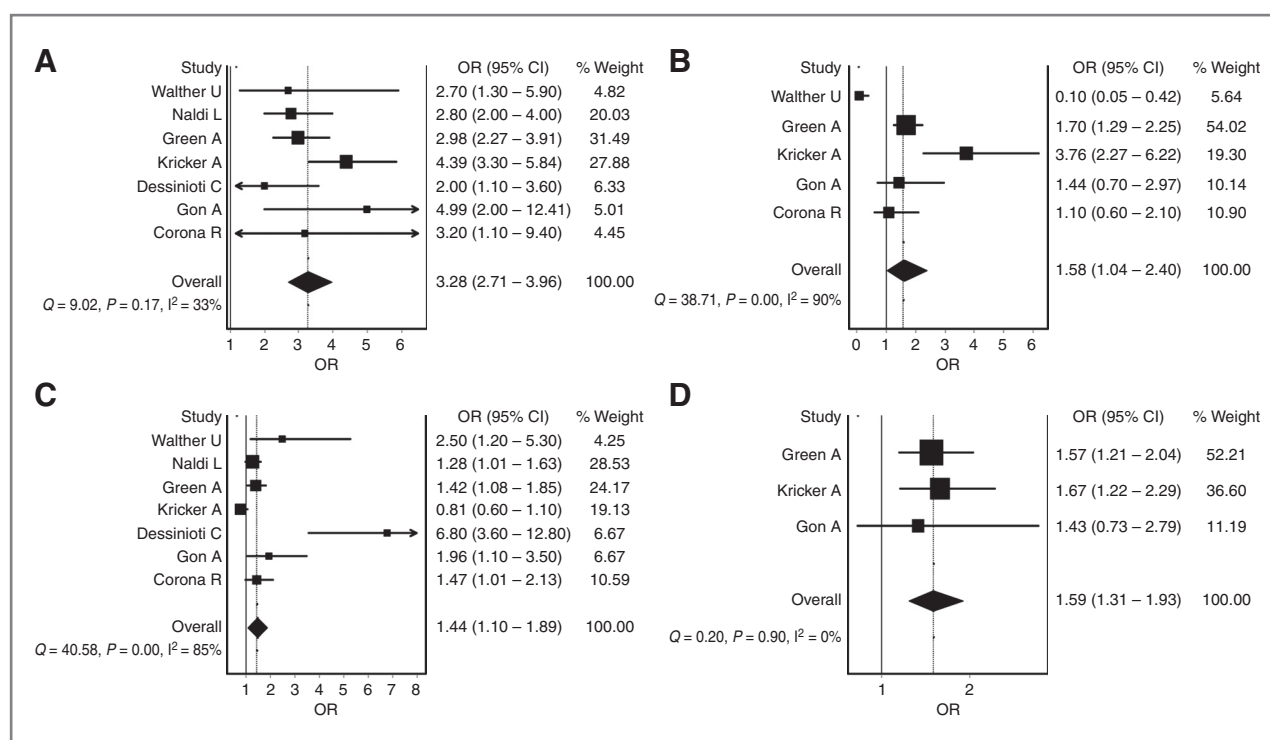 A
Study OR (95% CI) % Weight
Walther U 2.70 (1.30 – 5.90) 4.82
Naldi L 2.80 (2.00 – 4.00) 20.03
Green A 2.98 (2.27 – 3.91) 31.49
Kricker A 4.39 (3.30 – 5.84) 27.88
Dessinioti C 2.00 (1.10 – 3.60) 6.33
Gon A 4.99 (2.00 – 12.41) 5.01
Corona R 3.20 (1.10 – 9.40) 4.45
Overall 3.28 (2.71 – 3.96) 100.00
Q = 9.02, P = 0.17, I² = 33%
1 2 3 4 5 6
OR
B
Study OR (95% CI) % Weight
Walther U 0.10 (0.05 – 0.42) 5.64
Green A 1.70 (1.29 – 2.25) 54.02
Kricker A 3.76 (2.27 – 6.22) 19.30
Gon A 1.44 (0.70 – 2.97) 10.14
Corona R 1.10 (0.60 – 2.10) 10.90
Overall 1.58 (1.04 – 2.40) 100.00
Q = 38.71, P = 0.00, I² = 90%
0 1 2 3 4 5 6
OR
C
Study OR (95% CI) % Weight
Walther U 2.50 (1.20 – 5.30) 4.25
Naldi L 1.28 (1.01 – 1.63) 28.53
Green A 1.42 (1.08 – 1.85) 24.17
Kricker A 0.81 (0.60 – 1.10) 19.13
Dessinioti C 6.80 (3.60 – 12.80) 6.67
Gon A 1.96 (1.10 – 3.50) 6.67
Corona R 1.47 (1.01 – 2.13) 10.59
Overall 1.44 (1.10 – 1.89) 100.00
Q = 40.58, P = 0.00, I² = 85%
1 2 3 4 5 6 7 8
OR
D
Study OR (95% CI) % Weight
Green A 1.57 (1.21 – 2.04) 52.21
Kricker A 1.67 (1.22 – 2.29) 36.60
Gon A 1.43 (0.73 – 2.79) 11.19
Overall 1.59 (1.31 – 1.93) 100.00
Q = 0.20, P = 0.90, I² = 0%
1 2
OR